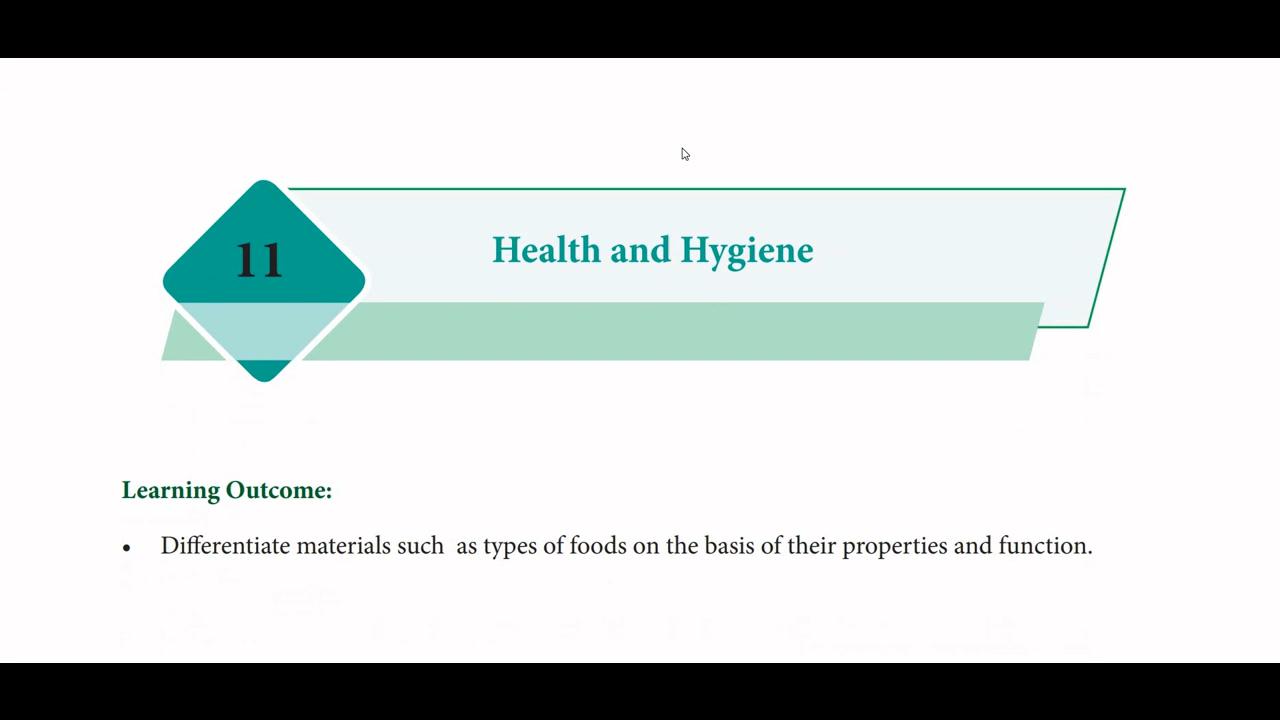 11
Health and Hygiene
Learning Outcome:
• Differentiate materials such  as types of foods on the basis of their properties and function.